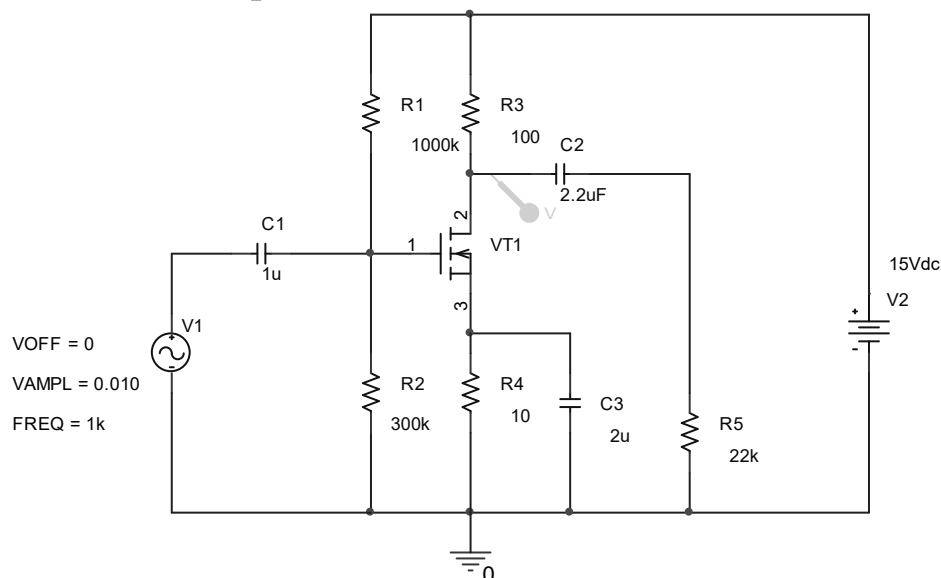 R1
1000k
R3
100
C2
2.2uF
V
C1
1u
1
2
VT1
3
15Vdc
V2
+
-
V1
+
-
VOFF = 0
VAMPL = 0.010
FREQ = 1k
R2
300k
R4
10
C3
2u
R5
22k
0